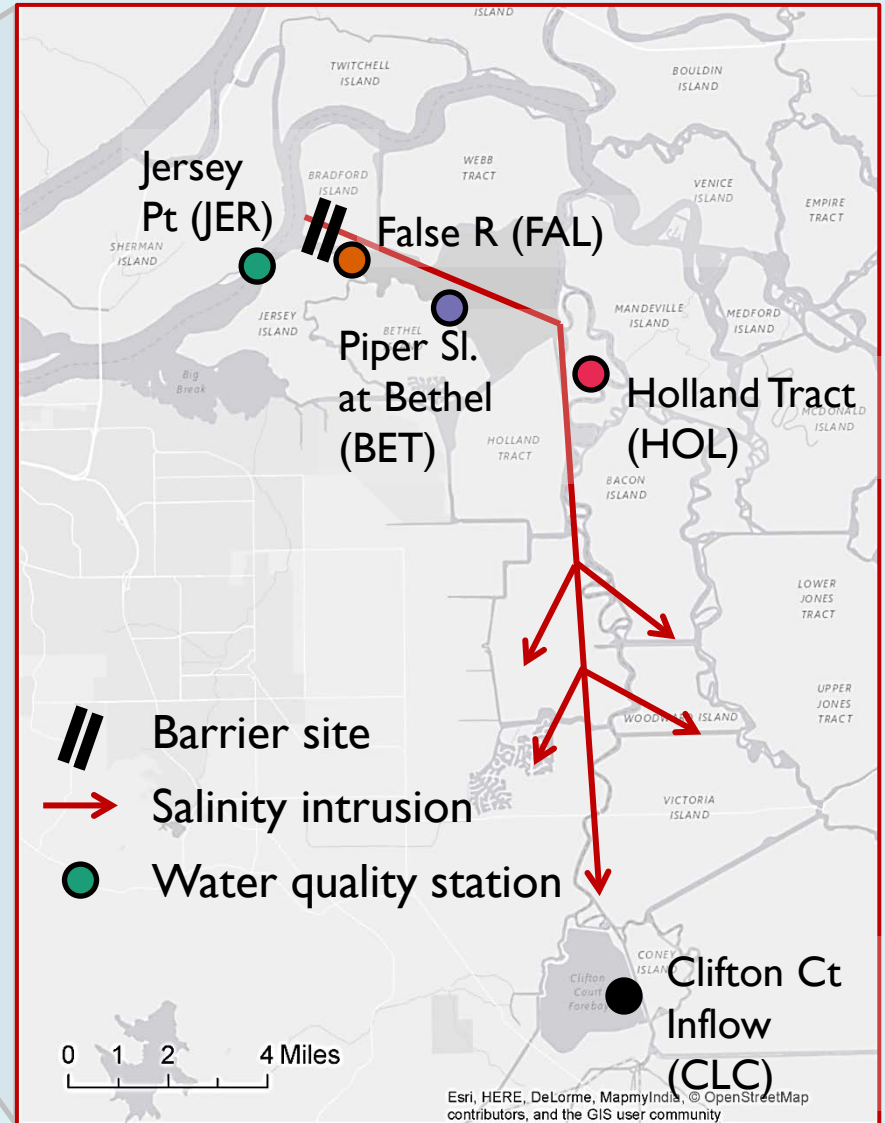 ISLAND
TWITCHELL
ISLAND
BOULDIN
ISLAND
Jersey
Pt (JER)
BRADFORD
ISLAND
WEBB
TRACT
VENICE
ISLAND
EMPIRE
TRACT
False R (FAL)
SHERMAN
ISLAND
JERSEY
ISLAND
BETHEL
MANDEVILLE
ISLAND
MEDFORD
ISLAND
Piper Sl.
at Bethel
(BET)
Big
Break
Holland Tract
(HOL)
MCDONALD
ISLAND
HOLLAND
TRACT
BACON
ISLAND
LOWER
JONES
TRACT
UPPER
JONES
TRACT
WOODWARD ISLAND
Barrier site
Salinity intrusion
Water quality station
VICTORIA
ISLAND
CONEY
ISLAND
Clifton
Court
Forebay
Clifton Ct
Inflow
(CLC)
0 1 2 4 Miles
Esri, HERE, DeLorme, MapmyIndia, © OpenStreetMap
contributors, and the GIS user community